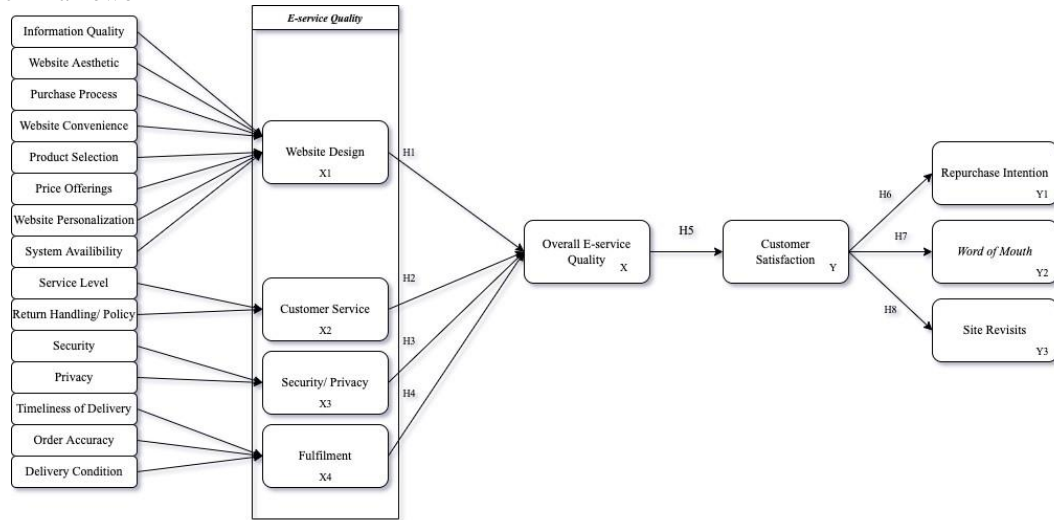 E-service Quality
Information Quality
Website Aesthetic
Purchase Process
Website Convenience
Product Selection
Price Offerings
Website Personalization
System Availibility
Service Level
Return Handling/ Policy
Security
Privacy
Timeliness of Delivery
Order Accuracy
Delivery Condition
Website Design
X1
Customer Service
X2
Security/ Privacy
X3
Fulfilment
X4
H1
H2
H3
H4
Overall E-service
Quality
X
H5
Customer
Satisfaction
Y
H6
H7
H8
Repurchase Intention
Y1
Word of Mouth
Y2
Site Revisits
Y3